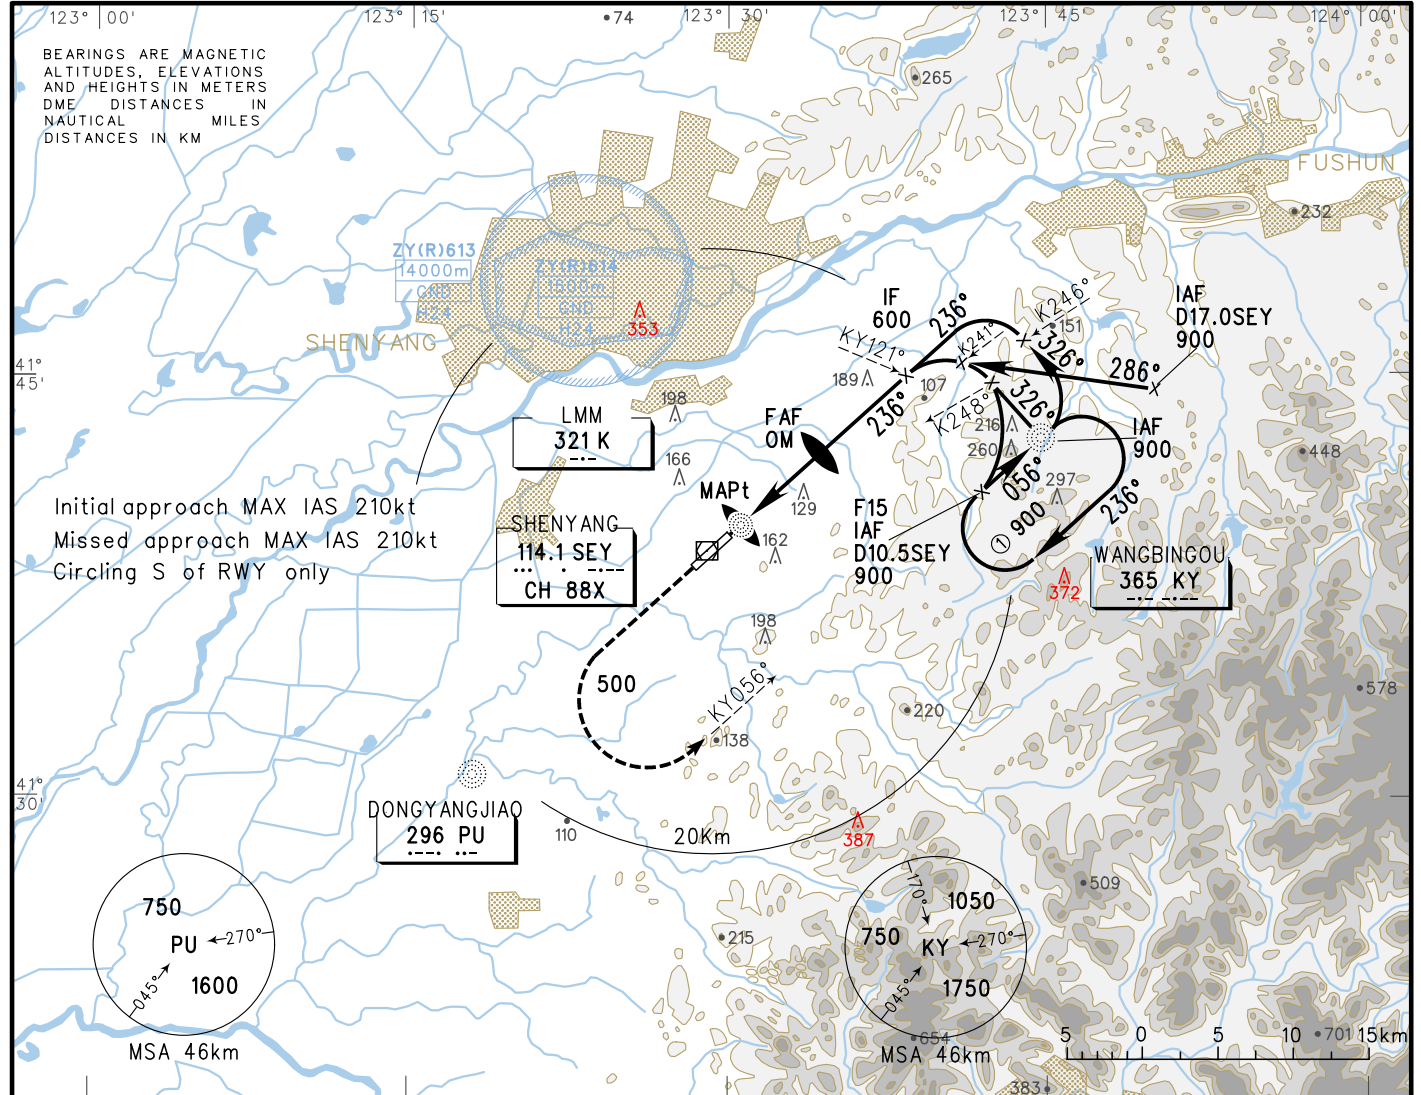 123° 00'
123° 15'
74
123° 30'
123° 45'
124° 00'
BEARINGS ARE MAGNETIC
ALTITUDES, ELEVATIONS
AND HEIGHTS IN METERS
DME DISTANCES IN
NAUTICAL MILES
DISTANCES IN KM
265
FUSHUN
232
ZY(R)613
14000m
GND
H24
ZY(R)614
1500m
GND
H24
353
SHENYANG
IF
600
236°
K246°
151
IAF
D17.0SEY
900
KY121°
K241°
326°
286°
41°
45'
189
107
236°
K248°
326°
198
LMM
321 K
FAF
OM
216
260
IAF
900
448
166
056°
297
236°
Initial approach MAX IAS 210kt
Missed approach MAX IAS 210kt
Circling S of RWY only
MAPt
129
F15
IAF
D10.5SEY
900
① 900
SHENYANG
114.1 SEY
CH 88X
162
WANGBINGOU
365 KY
372
198
500
KY056°
578
220
138
41°
30'
DONGYANGJIAO
296 PU
110
20Km
387
509
750
PU
270°
045°
1600
MSA 46km
215
170°
1050
750
KY
270°
045°
1750
654
MSA 46km
5 0 5 10 15km
701
383